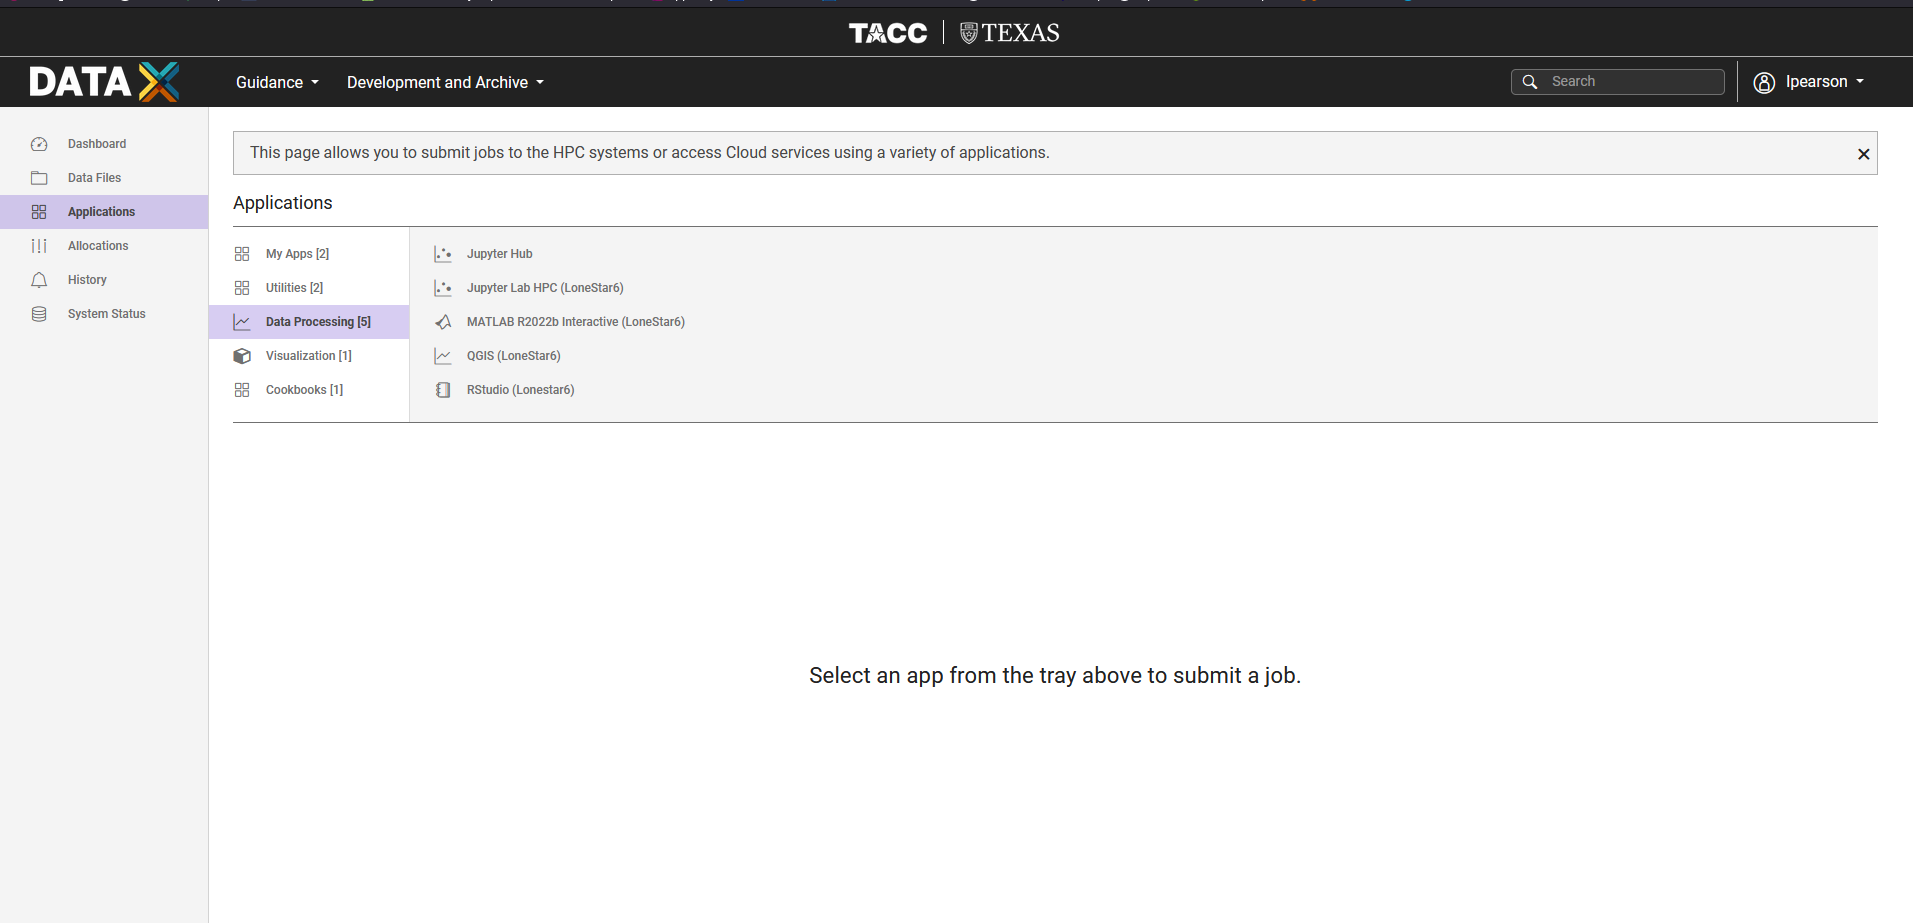 TACC TEXAS
DATA X Guidance Development and Archive Search lpearson
Dashboard
Data Files
Applications
Allocations
History
System Status
This page allows you to submit jobs to the HPC systems or access Cloud services using a variety of applications.
Applications
My Apps [2]
Utilities [2]
Data Processing [5]
Visualization [1]
Cookbooks [1]
Jupyter Hub
Jupyter Lab HPC (LoneStar6)
MATLAB R2022b Interactive (LoneStar6)
QGIS (LoneStar6)
RStudio (Lonestar6)
Select an app from the tray above to submit a job.